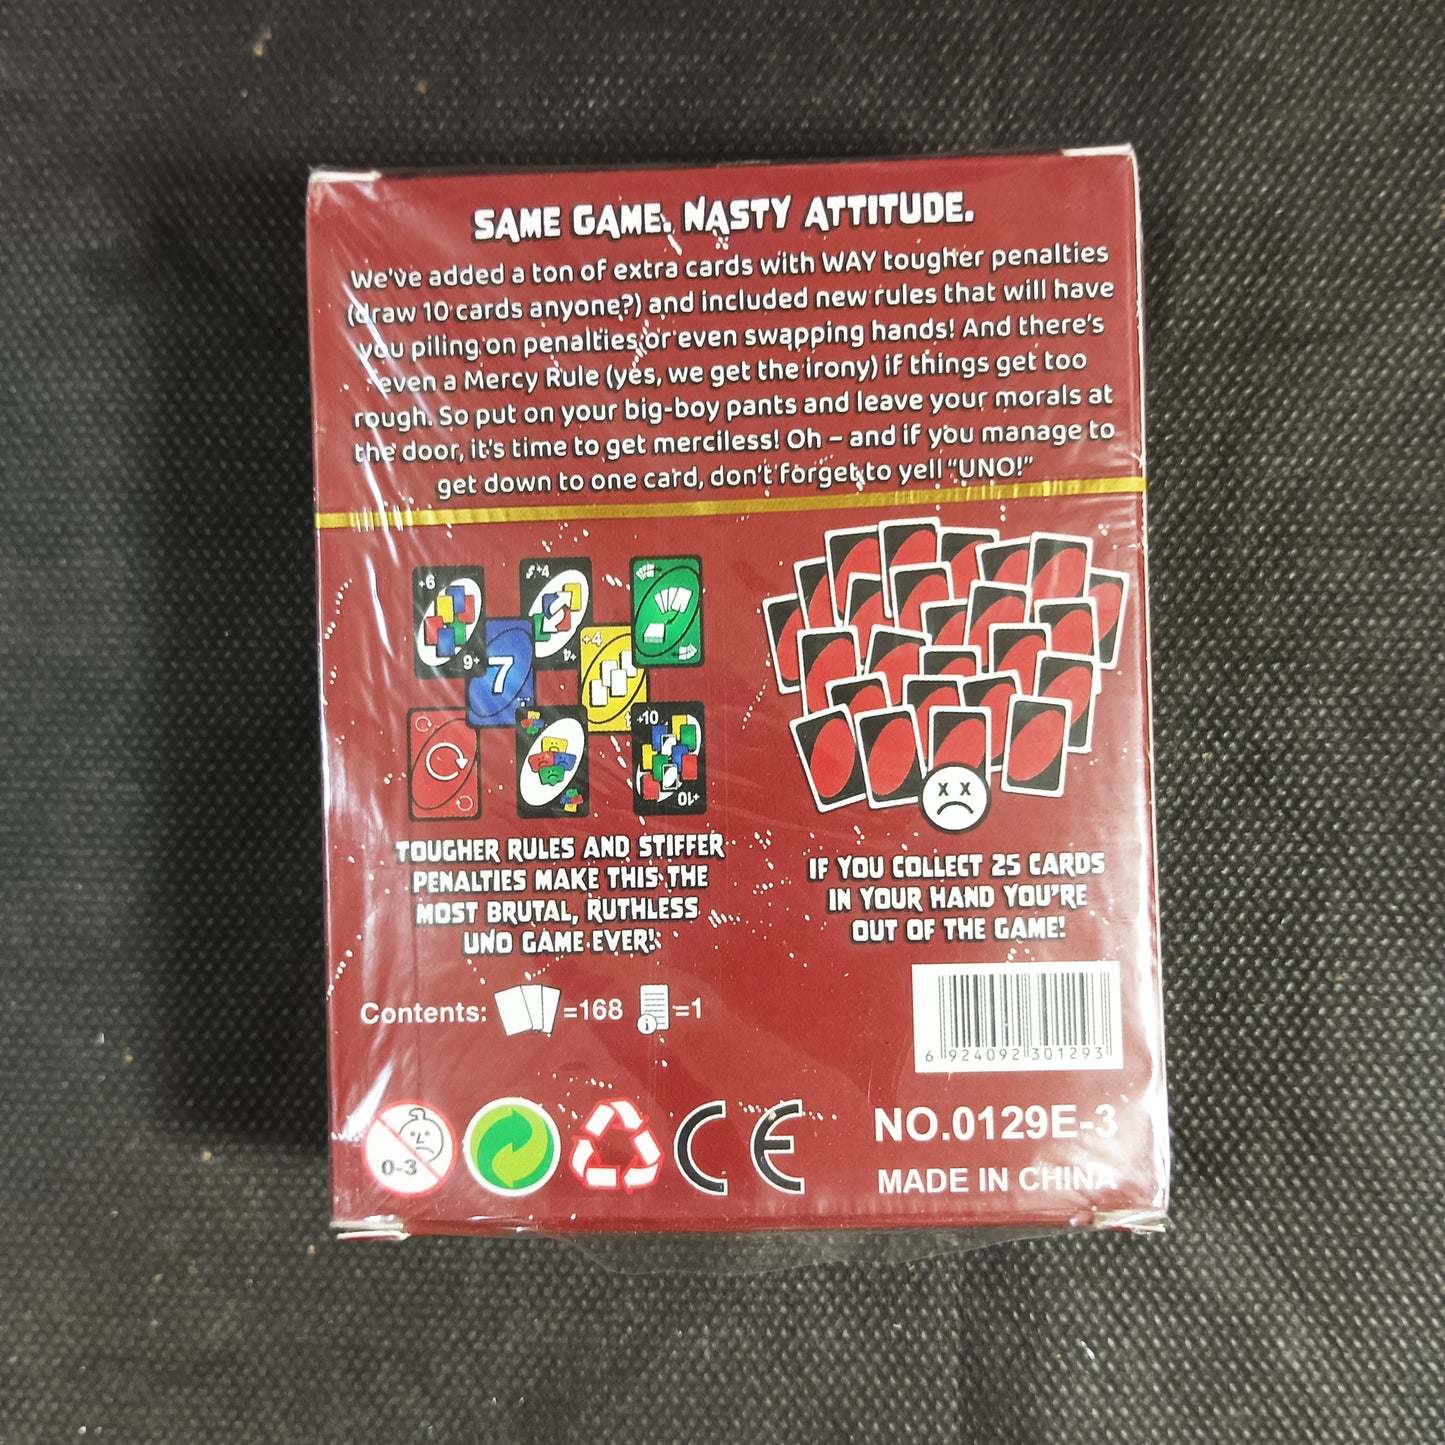 SAME GAME. NASTY ATTITUDE.
We've added a ton of extra cards with WAY tougher penalties
(draw 10 cards anyone?) and included new rules that will have
you piling on penalties or even swapping hands! And there's
even a Mercy Rule (yes, we get the irony) if things get too
rough. So put on your big-boy pants and leave your morals at
the door, it's time to get merciless! Oh – and if you manage to
get down to one card, don't forget to yell “UNO!”
+6
+4
+6
+4
7
+4
+10
+10
TOUGHER RULES AND STIFFER
PENALTIES MAKE THIS THE
MOST BRUTAL, RUTHLESS
UNO GAME EVER!
X X
IF YOU COLLECT 25 CARDS
IN YOUR HAND YOU'RE
OUT OF THE GAME!
Contents: =168 =1
6 924092 301293
0-3
CE
NO.0129E-3
MADE IN CHINA